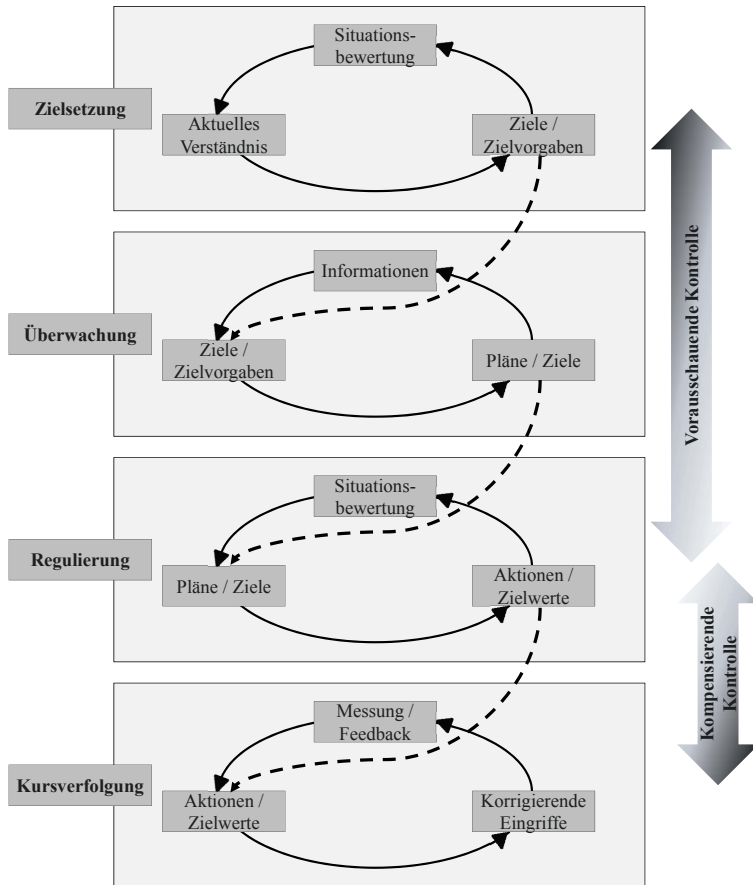 Zielsetzung
Situations-
bewertung
Aktuelles
Verständnis
Ziele /
Zielvorgaben
Überwachung
Informationen
Ziele /
Zielvorgaben
Pläne / Ziele
Regulierung
Situations-
bewertung
Pläne / Ziele
Aktionen /
Zielwerte
Kursverfolgung
Messung /
Feedback
Aktionen /
Zielwerte
Korrigierende
Eingriffe
Vorausschauende Kontrolle
Kompensierende
Kontrolle